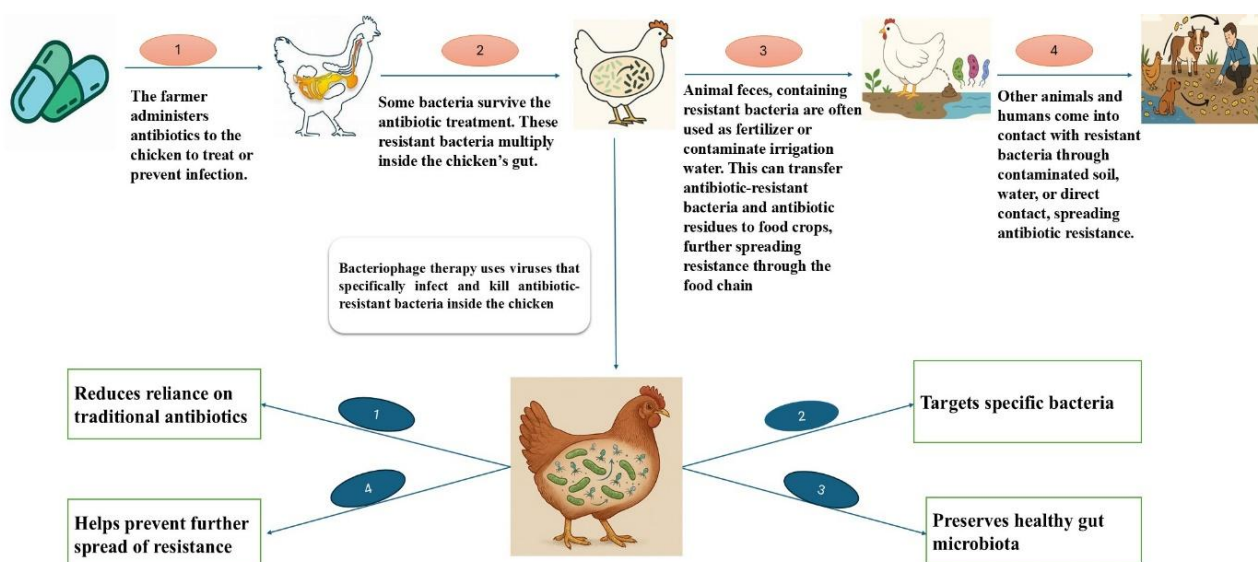 1
The farmer
administers
antibiotics to the
chicken to treat or
prevent infection.
2
Some bacteria survive the
antibiotic treatment. These
resistant bacteria multiply
inside the chicken's gut.
3
Animal feces, containing
resistant bacteria are often
used as fertilizer or
contaminate irrigation
water. This can transfer
antibiotic-resistant
bacteria and antibiotic
residues to food crops,
further spreading
resistance through the
food chain
4
Other animals and
humans come into
contact with resistant
bacteria through
contaminated soil,
water, or direct
contact, spreading
antibiotic resistance.
Bacteriophage therapy uses viruses that
specifically infect and kill antibiotic-
resistant bacteria inside the chicken
Reduces reliance on
traditional antibiotics
1
2
Targets specific bacteria
3
Preserves healthy gut
microbiota
4
Helps prevent further
spread of resistance